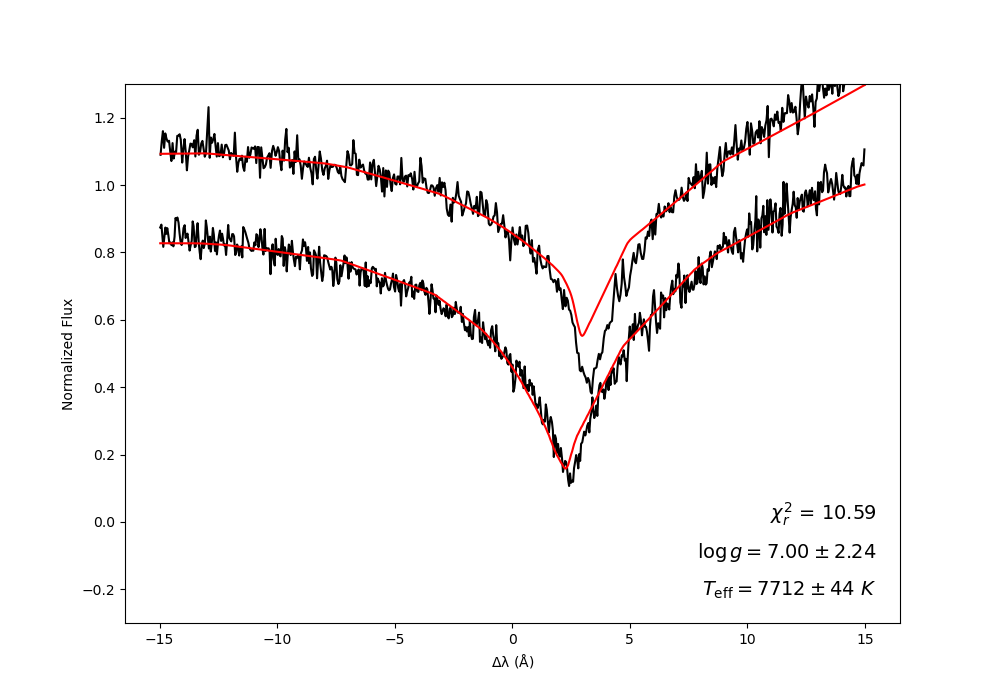 1.2
1.0
0.8
0.6
0.4
0.2
0.0
−0.2
Normalized Flux
χ²ᵣ = 10.59
log g = 7.00 ± 2.24
T_eff = 7712 ± 44 K
−15 −10 −5 0 5 10 15
Δλ (Å)